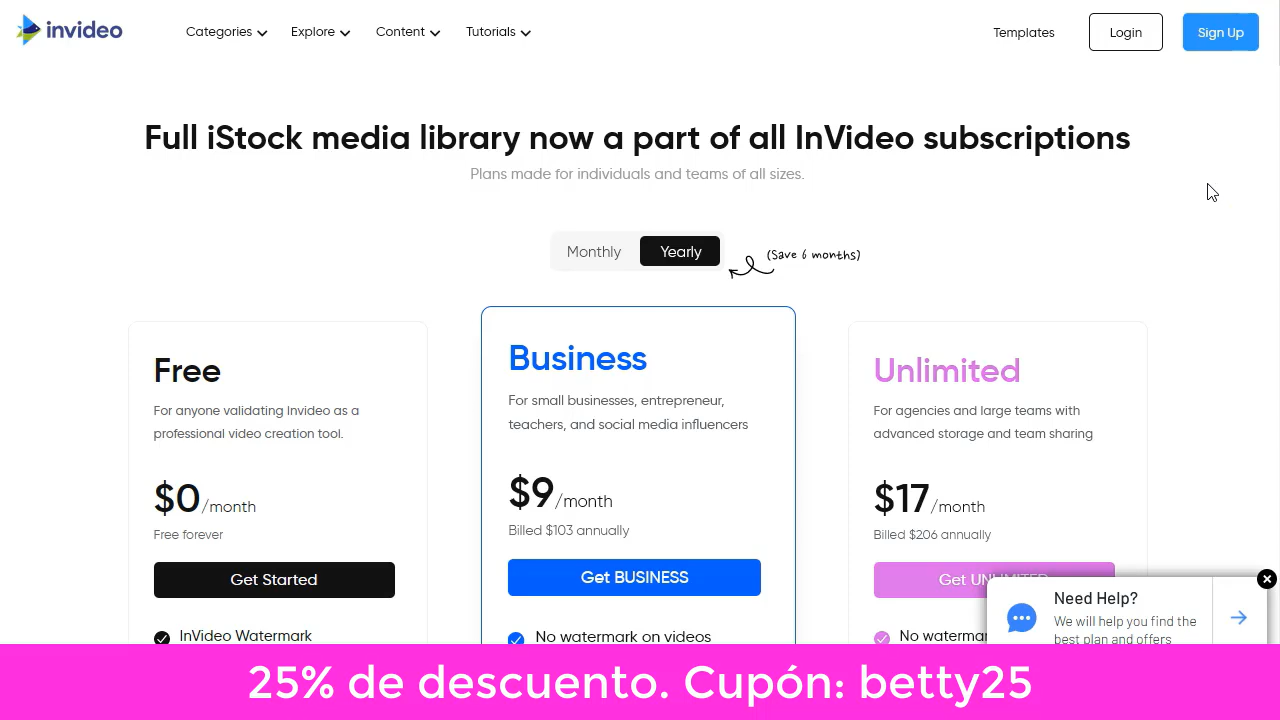 invideo
Categories Explore Content Tutorials Templates Login Sign Up
Full iStock media library now a part of all InVideo subscriptions
Plans made for individuals and teams of all sizes.
Monthly Yearly (Save 6 months)
Free
For anyone validating Invideo as a
professional video creation tool.
$0/month
Free forever
Get Started
InVideo Watermark
Business
For small businesses, entrepreneur,
teachers, and social media influencers
$9/month
Billed $103 annually
Get BUSINESS
No watermark on videos
Unlimited
For agencies and large teams with
advanced storage and team sharing
$17/month
Billed $206 annually
Get UNLIMITED
No watermar
Need Help?
We will help you find the
best plan and offers
25% de descuento. Cupón: betty25